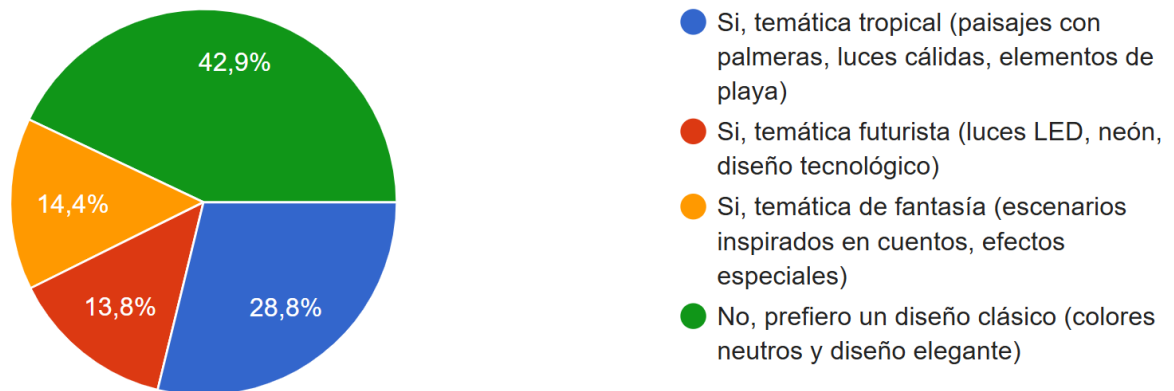 42,9%
14,4%
13,8%
28,8%
Si, temática tropical (paisajes con
palmeras, luces cálidas, elementos de
playa)
Si, temática futurista (luces LED, neón,
diseño tecnológico)
Si, temática de fantasía (escenarios
inspirados en cuentos, efectos
especiales)
No, prefiero un diseño clásico (colores
neutros y diseño elegante)